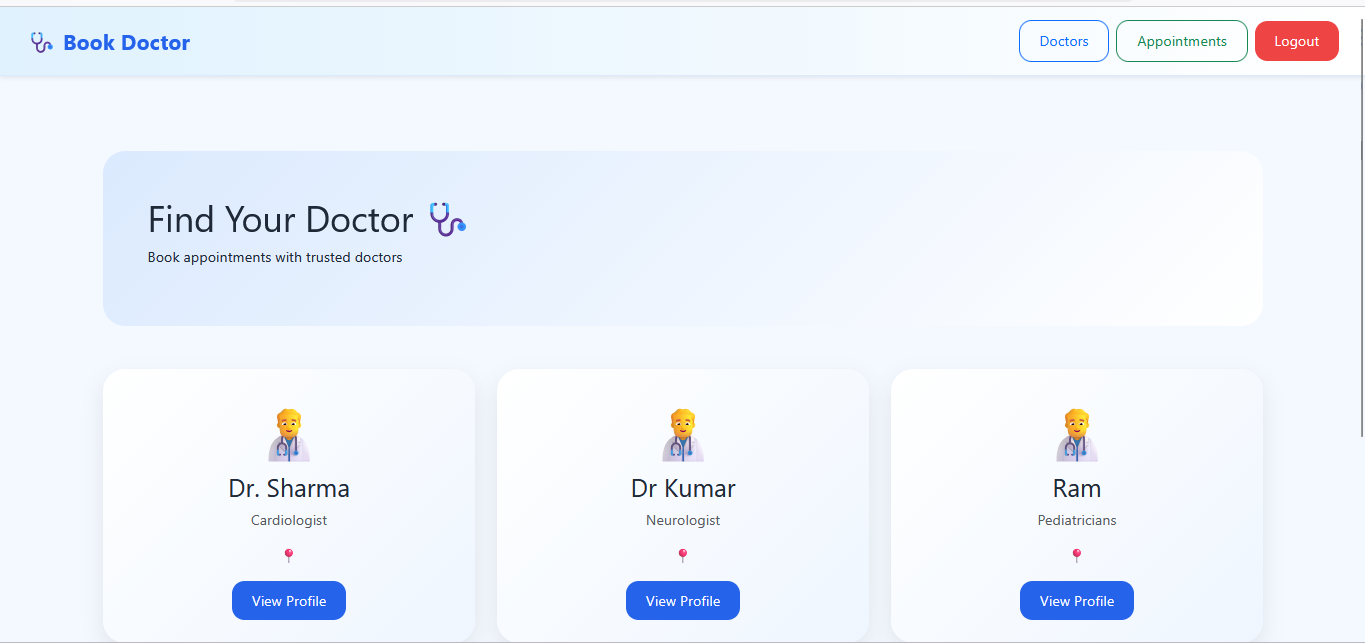 Book Doctor
Doctors
Appointments
Logout
Find Your Doctor
Book appointments with trusted doctors
Dr. Sharma
Cardiologist
View Profile
Dr Kumar
Neurologist
View Profile
Ram
Pediatricians
View Profile